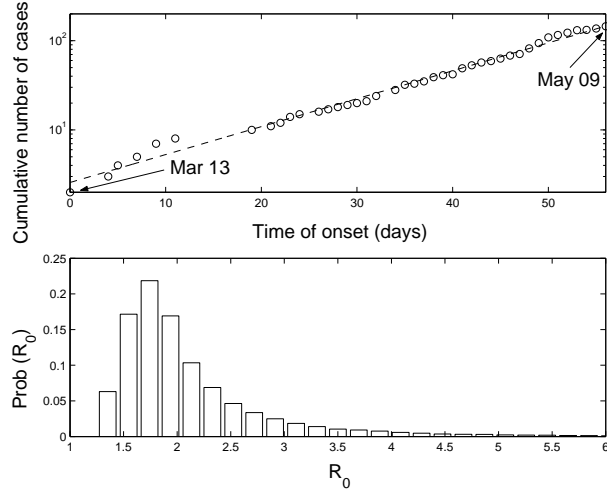 Cumulative number of cases
10^2
10^1
Mar 13
May 09
0 10 20 30 40 50
Time of onset (days)
Prob (R_0)
0.25
0.2
0.15
0.1
0.05
0
1 1.5 2 2.5 3 3.5 4 4.5 5 5.5 6
R_0